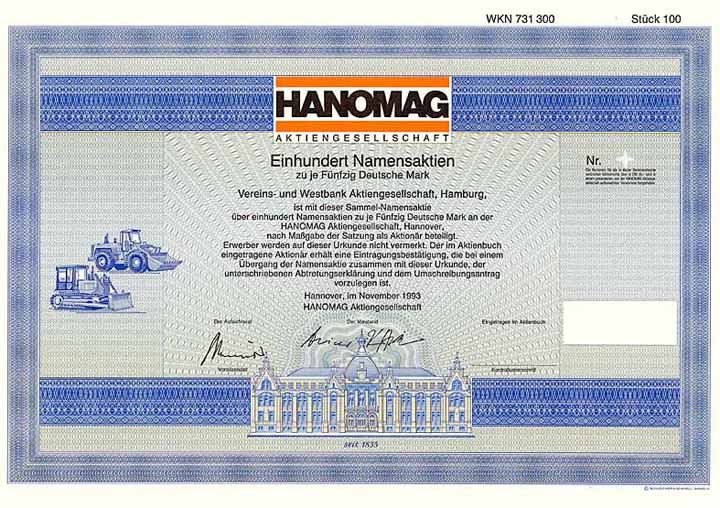 WKN 731 300 Stück 100
HANOMAG
AKTIENGESELLSCHAFT
Einhundert Namensaktien
zu je Fünfzig Deutsche Mark
Nr.
Vereins- und Westbank Aktiengesellschaft, Hamburg,
ist mit dieser Sammel-Namensaktie
über einhundert Namensaktien zu je Fünfzig Deutsche Mark an der
HANOMAG Aktiengesellschaft, Hannover,
nach Maßgabe der Satzung als Aktionär beteiligt.
Erwerber werden auf dieser Urkunde nicht vermerkt. Der im Aktienbuch
eingetragene Aktionär erhält eine Eintragungsbestätigung, die bei einem
Übergang der Namensaktie zusammen mit dieser Urkunde, der
unterschriebenen Abtretungserklärung und dem Umschreibungsantrag
vorzulegen ist.
Hannover, im November 1993
HANOMAG Aktiengesellschaft
Der Aufsichtsrat Der Vorstand Eingetragen im Aktienbuch
Vorsitzender Kontrollunterschrift
seit 1835